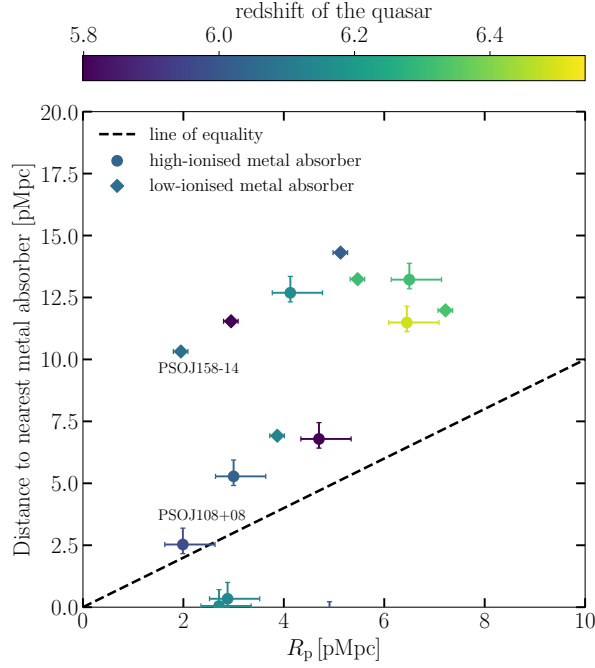 redshift of the quasar
5.8 6.0 6.2 6.4
20.0
17.5
15.0
12.5
10.0
7.5
5.0
2.5
0.0
Distance to nearest metal absorber [pMpc]
line of equality
high-ionised metal absorber
low-ionised metal absorber
PSOJ158-14
PSOJ108+08
0 2 4 6 8 10
Rp [pMpc]